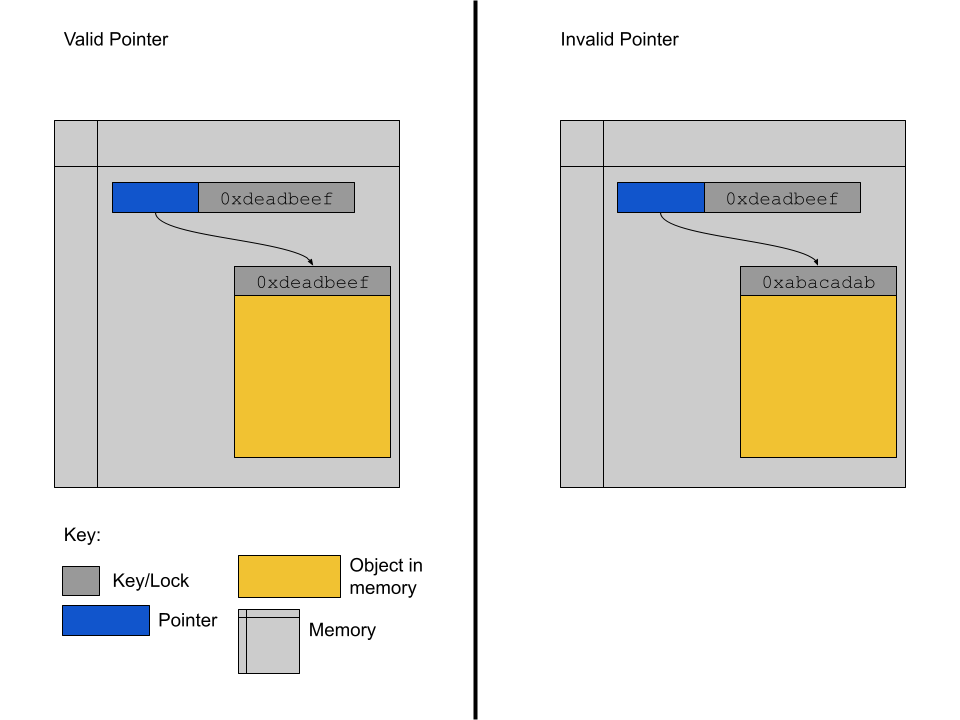 Valid Pointer
Invalid Pointer
0xdeadbeef
0xdeadbeef
0xdeadbeef
0xabacadab
Key:
Key/Lock
Pointer
Object in
memory
Memory